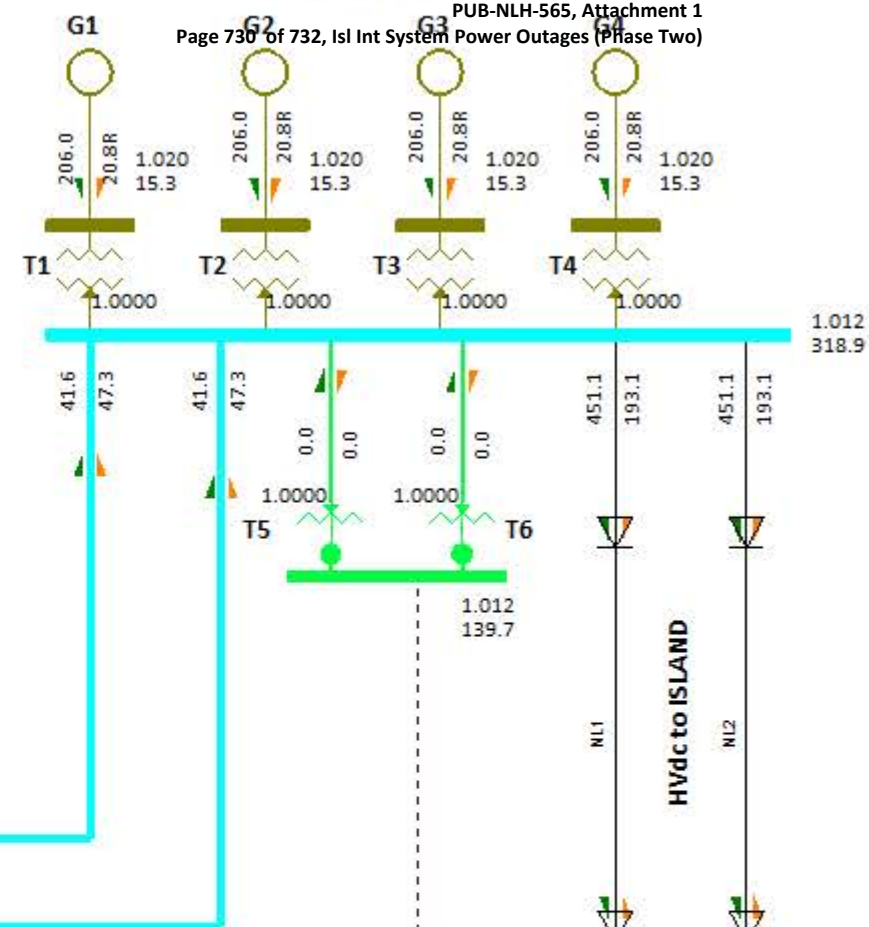 PUB-NLH-565, Attachment 1
Page 730 of 732, Isl Int System Power Outages (Phase Two)
G1
G2
G3
G4
206.0
20.8R
1.020
15.3
206.0
20.8R
1.020
15.3
206.0
20.8R
1.020
15.3
206.0
20.8R
1.020
15.3
T1
T2
T3
T4
1.0000
1.0000
1.0000
1.0000
1.012
318.9
41.6
47.3
41.6
47.3
0.0
0.0
0.0
0.0
451.1
193.1
451.1
193.1
1.0000
1.0000
T5
T6
1.012
139.7
NL1
HVdc to ISLAND
NL2